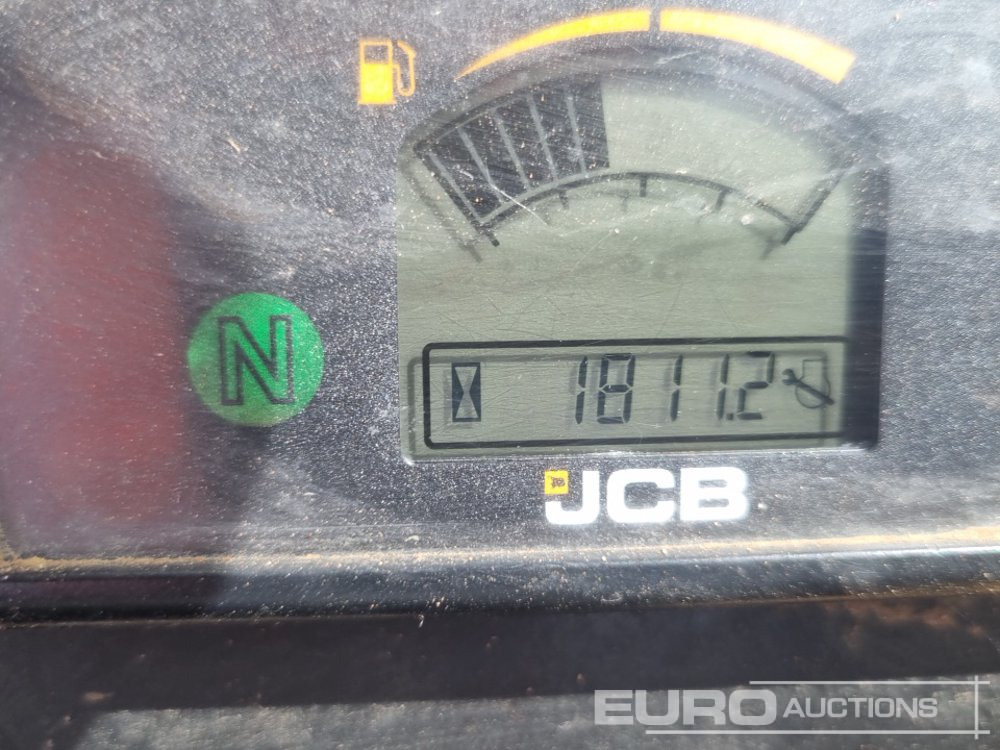 N
1811.2
JCB
EURO AUCTIONS